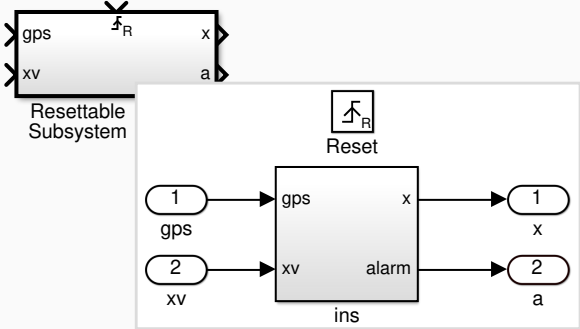 R
gps x
xv a
Resettable
Subsystem
R
Reset
1 gps x 1
gps x
2 xv alarm 2
xv a
ins